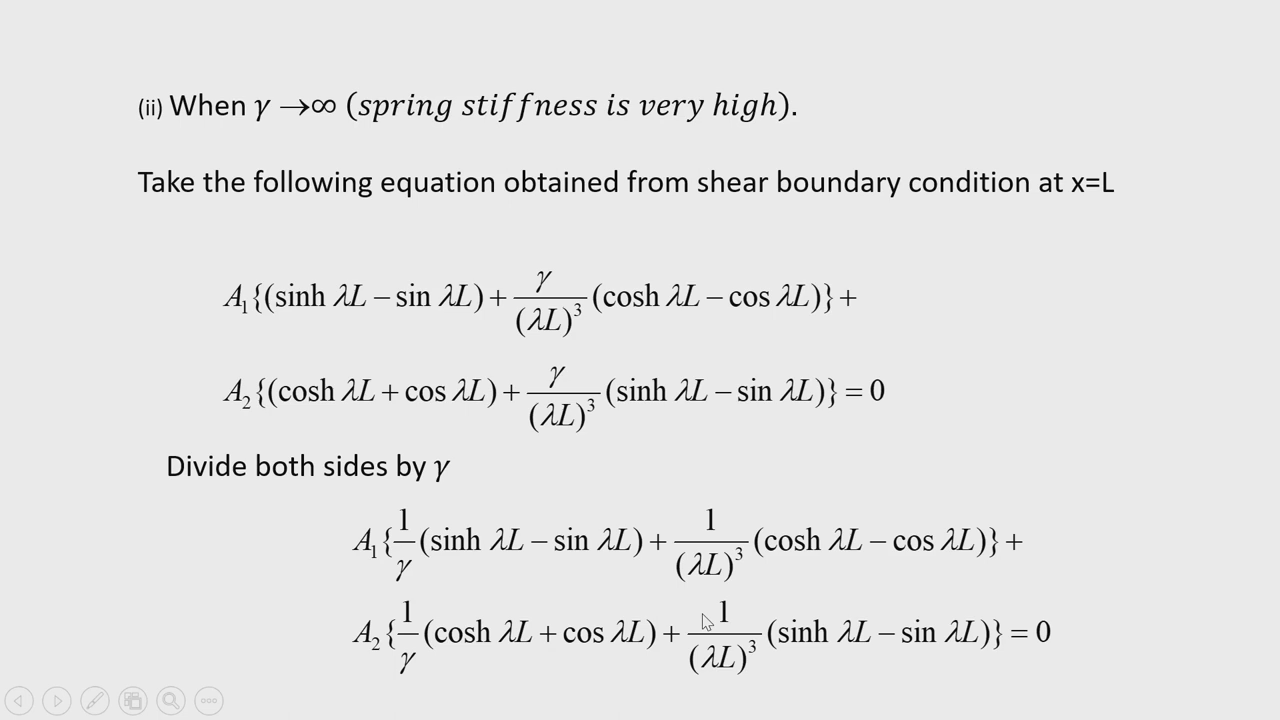 (ii) When γ →∞ (spring stiffness is very high).
Take the following equation obtained from shear boundary condition at x=L
A₁{(sinh λL − sin λL) + γ/(λL)³ (cosh λL − cos λL)} +
A₂{(cosh λL + cos λL) + γ/(λL)³ (sinh λL − sin λL)} = 0
Divide both sides by γ
A₁{1/γ (sinh λL − sin λL) + 1/(λL)³ (cosh λL − cos λL)} +
A₂{1/γ (cosh λL + cos λL) + 1/(λL)³ (sinh λL − sin λL)} = 0